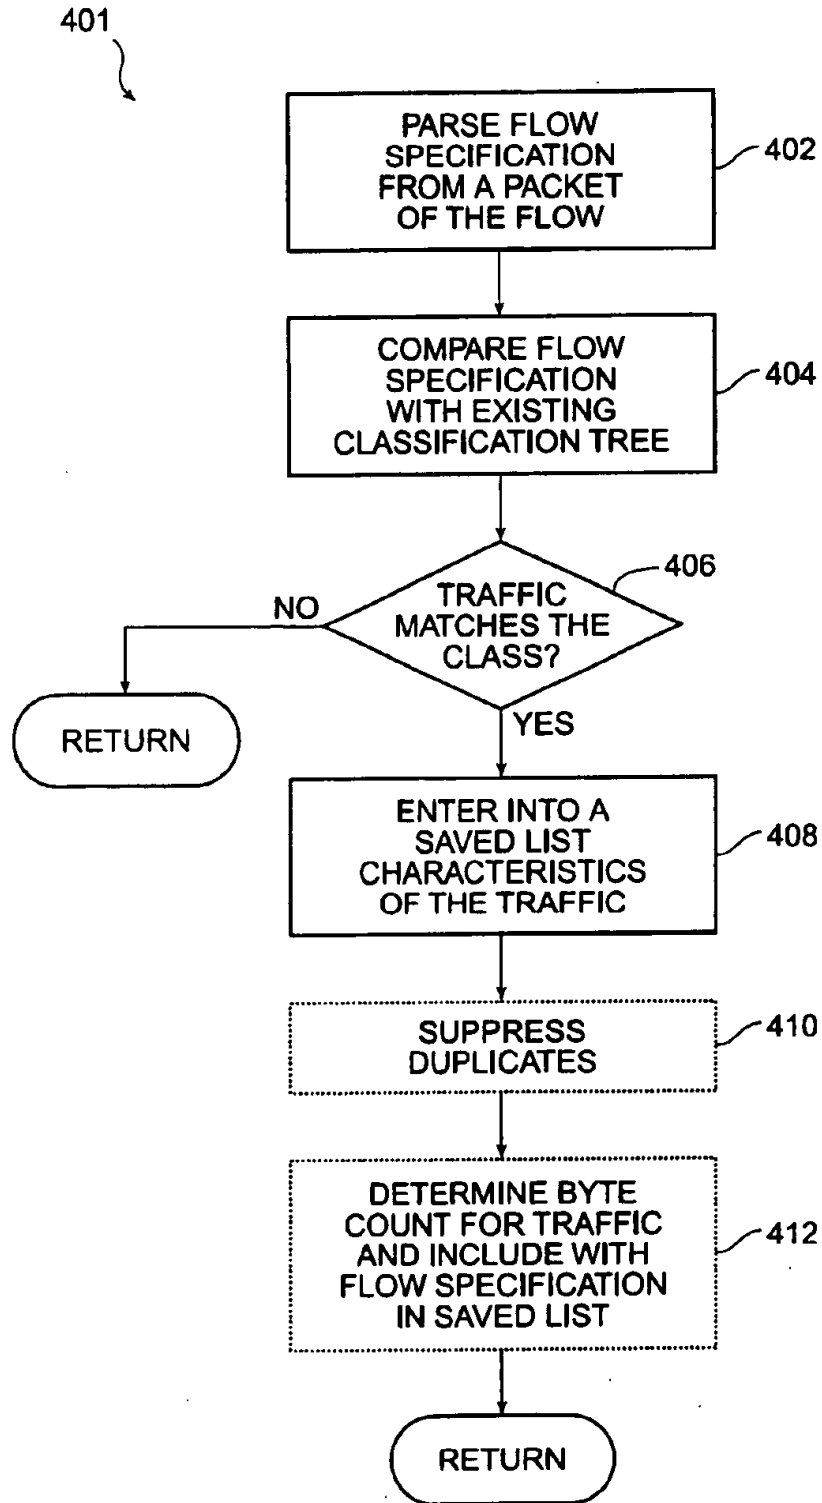 401
PARSE FLOW
SPECIFICATION
FROM A PACKET
OF THE FLOW
402
COMPARE FLOW
SPECIFICATION
WITH EXISTING
CLASSIFICATION TREE
404
TRAFFIC
MATCHES THE
CLASS?
406
NO
RETURN
YES
ENTER INTO A
SAVED LIST
CHARACTERISTICS
OF THE TRAFFIC
408
SUPPRESS
DUPLICATES
410
DETERMINE BYTE
COUNT FOR TRAFFIC
AND INCLUDE WITH
FLOW SPECIFICATION
IN SAVED LIST
412
RETURN